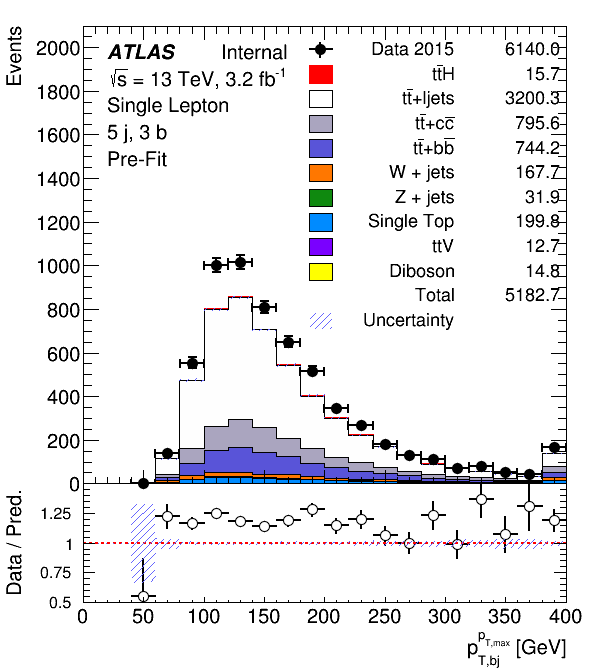 Events
2000
1800
1600
1400
1200
1000
800
600
400
200
0
ATLAS Internal
√s = 13 TeV, 3.2 fb⁻¹
Single Lepton
5 j, 3 b
Pre-Fit
Data 2015 6140.0
tt̄H 15.7
tt̄+ljets 3200.3
tt̄+cc̄ 795.6
tt̄+bb̄ 744.2
W + jets 167.7
Z + jets 31.9
Single Top 199.8
ttV 12.7
Diboson 14.8
Total 5182.7
Uncertainty
Data / Pred.
1.25
1
0.75
0.5
0 50 100 150 200 250 300 350 400
p_{T,bj}^{p_{T,max}} [GeV]